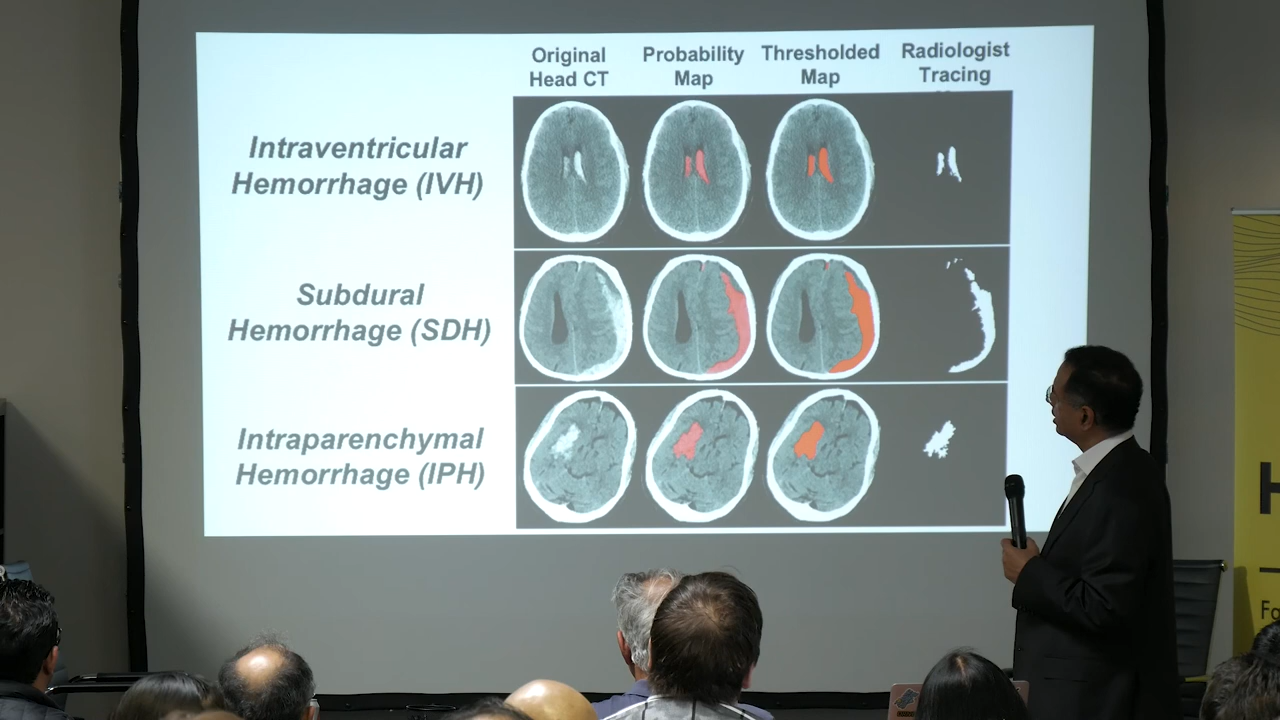 Original
Head CT
Probability
Map
Thresholded
Map
Radiologist
Tracing
Intraventricular
Hemorrhage (IVH)
Subdural
Hemorrhage (SDH)
Intraparenchymal
Hemorrhage (IPH)